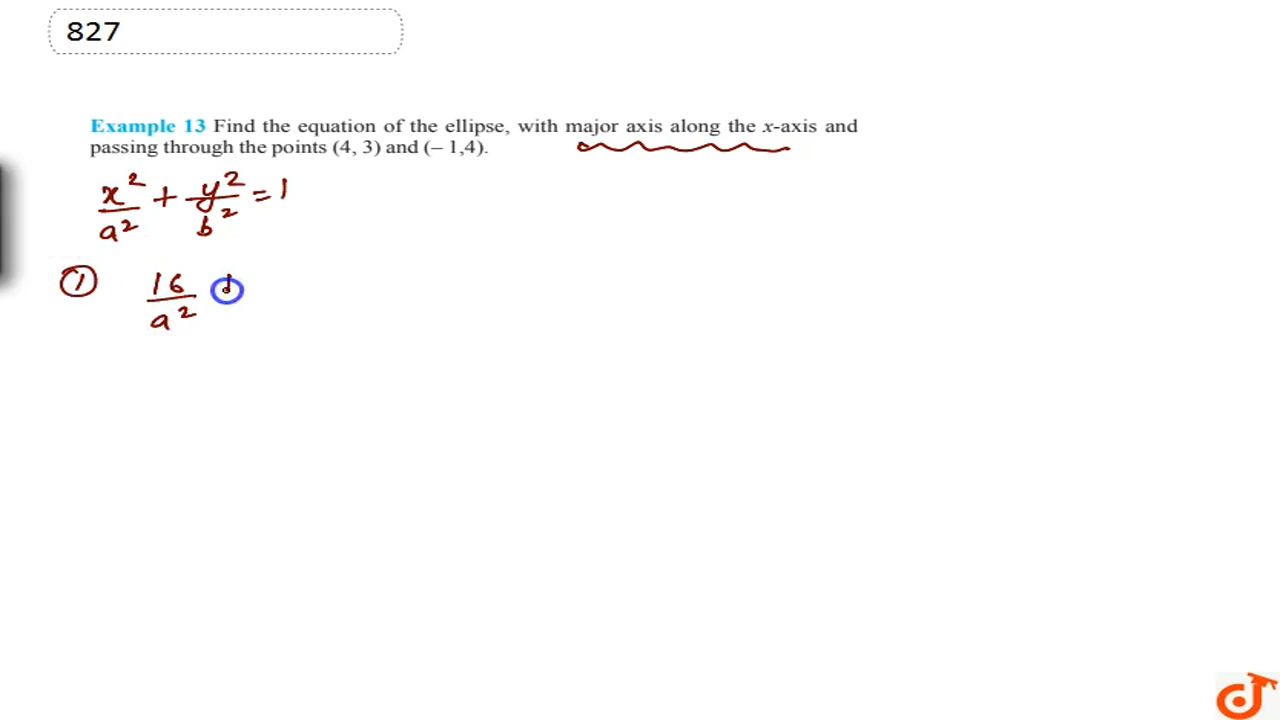 827
Example 13 Find the equation of the ellipse, with major axis along the x-axis and
passing through the points (4, 3) and (– 1,4).
x²/a² + y²/b² = 1
① 16/a²